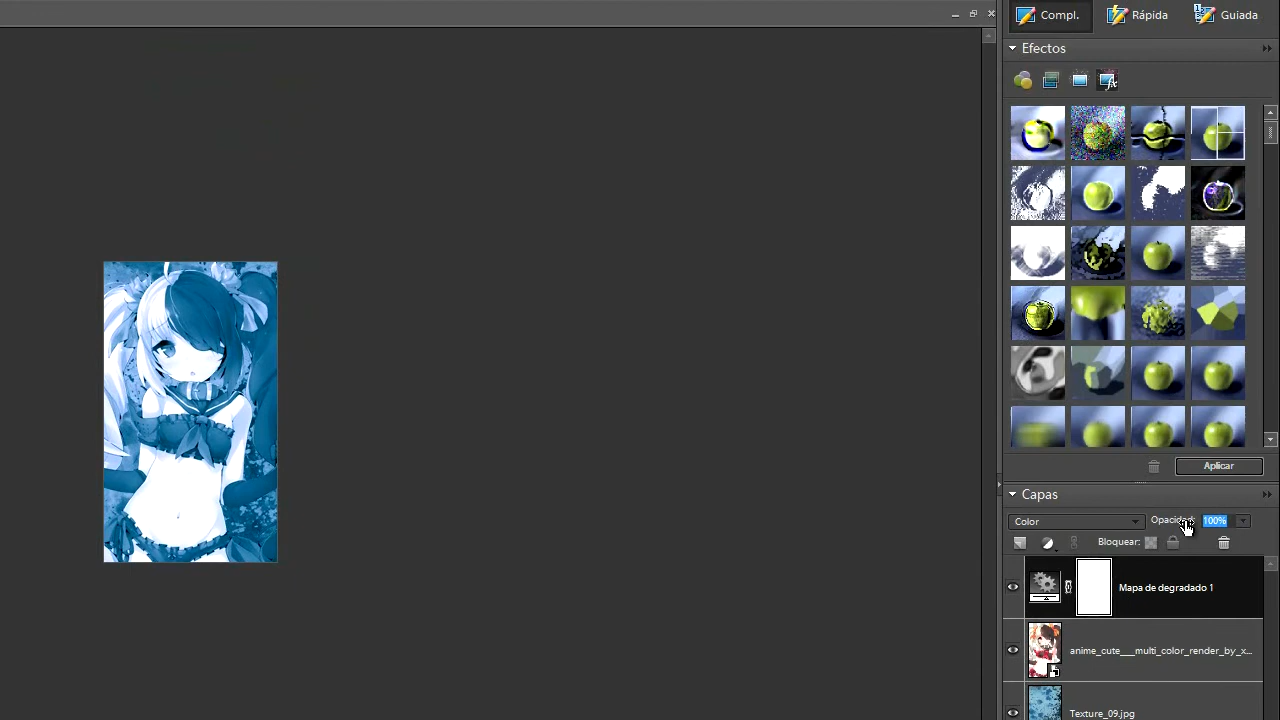 Compl. Rápida Guiada
Efectos
Aplicar
Capas
Color Opacidad: 100%
Bloquear:
Mapa de degradado 1
anime_cute___multi_color_render_by_x...
Texture_09.jpg